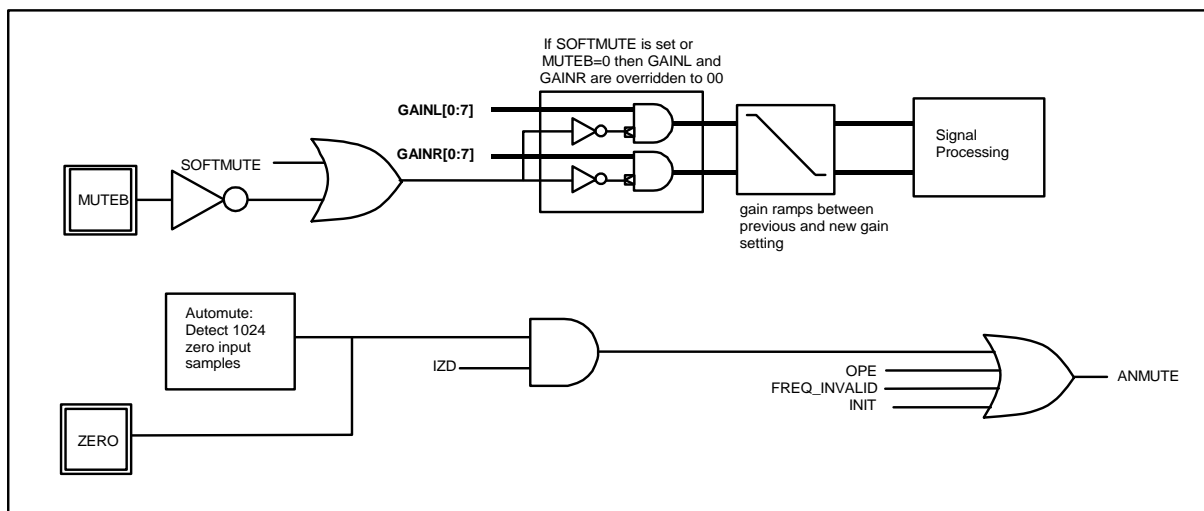 If SOFTMUTE is set or
MUTEB=0 then GAINL and
GAINR are overridden to 00
GAINL[0:7]
GAINR[0:7]
SOFTMUTE
MUTEB
Signal
Processing
gain ramps between
previous and new gain
setting
Automute:
Detect 1024
zero input
samples
IZD
ZERO
OPE
FREQ_INVALID
INIT
ANMUTE